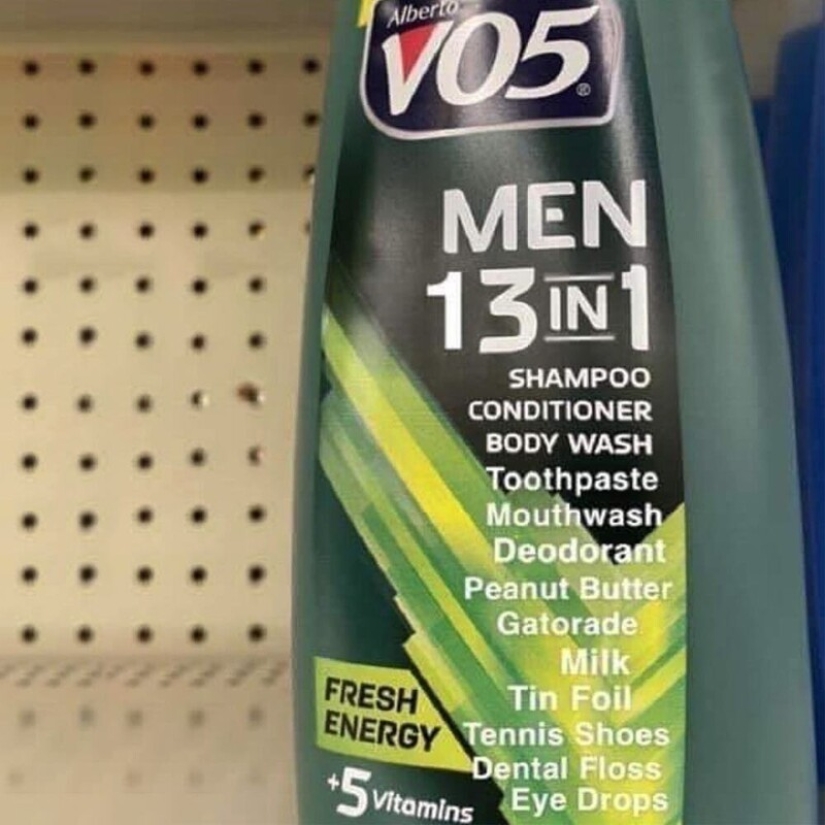 Alberto
VO5®
MEN
13 IN 1
SHAMPOO
CONDITIONER
BODY WASH
Toothpaste
Mouthwash
Deodorant
Peanut Butter
Gatorade
Milk
Tin Foil
Tennis Shoes
Dental Floss
Eye Drops
FRESH
ENERGY
+5 Vitamins